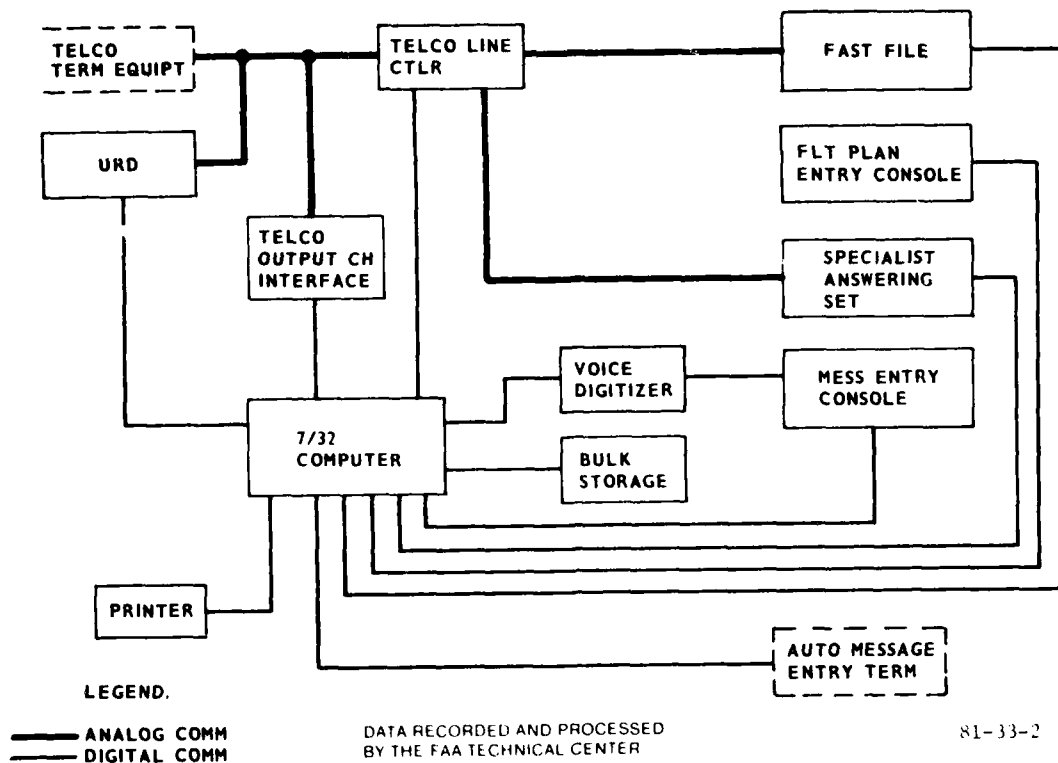 TELCO
TERM EQUIPT
TELCO LINE
CTLR
FAST FILE
URD
FLT PLAN
ENTRY CONSOLE
TELCO
OUTPUT CH
INTERFACE
SPECIALIST
ANSWERING
SET
VOICE
DIGITIZER
MESS ENTRY
CONSOLE
7/32
COMPUTER
BULK
STORAGE
PRINTER
AUTO MESSAGE
ENTRY TERM
LEGEND.
ANALOG COMM
DIGITAL COMM
DATA RECORDED AND PROCESSED
BY THE FAA TECHNICAL CENTER
81-33-2